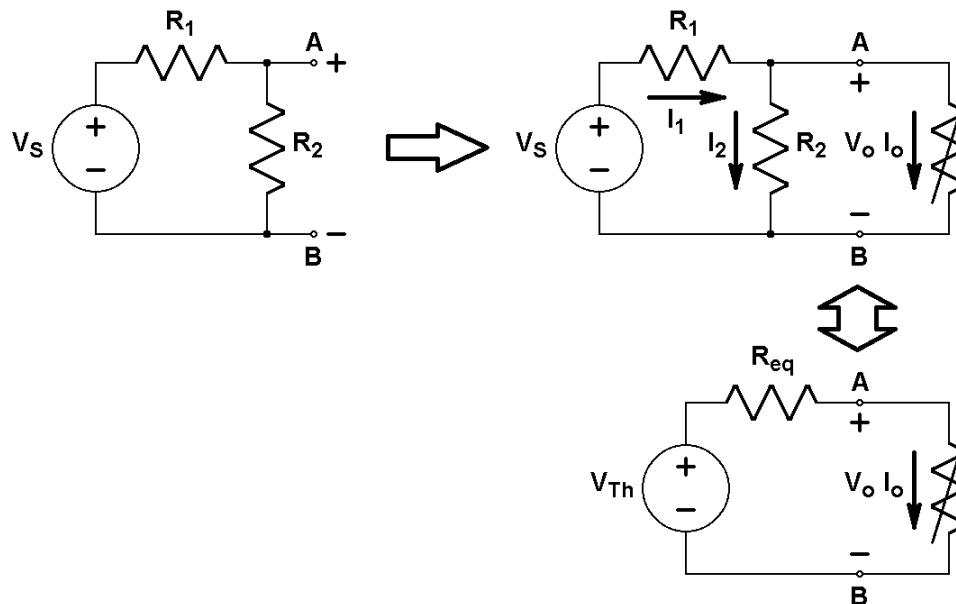 R1 A + R1 A +
VS + − R2 I1 VS + − I2 R2 Vo Io
B − − B
Req A +
VTh + − Vo Io
− B